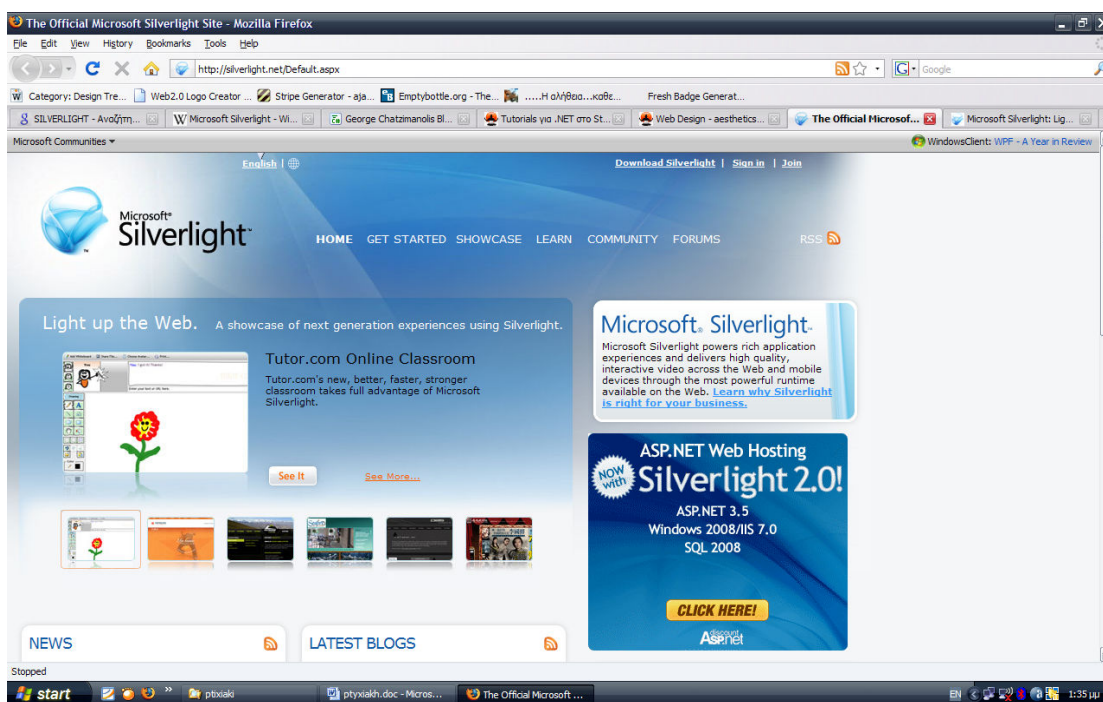 The Official Microsoft Silverlight Site - Mozilla Firefox
File Edit View History Bookmarks Tools Help
http://silverlight.net/Default.aspx
Google
Category: Design Tre... Web2.0 Logo Creator ... Stripe Generator - aja... Emptybottle.org - The... .....Η αλήθεια...καθε... Fresh Badge Generat...
SILVERLIGHT - Αναζήτη... Microsoft Silverlight - Wi... George Chatzimanolis Bl... Tutorials για .NET στο St... Web Design - aesthetics... The Official Microsof... Microsoft Silverlight: Lig...
Microsoft Communities
WindowsClient: WPF - A Year in Review
English |
Download Silverlight | Sign in | Join
Microsoft®
Silverlight™
HOME GET STARTED SHOWCASE LEARN COMMUNITY FORUMS RSS
Light up the Web. A showcase of next generation experiences using Silverlight.
Tutor.com Online Classroom
Tutor.com's new, better, faster, stronger
classroom takes full advantage of Microsoft
Silverlight.
See It See More...
Microsoft® Silverlight™
Microsoft Silverlight powers rich application
experiences and delivers high quality,
interactive video across the Web and mobile
devices through the most powerful runtime
available on the Web. Learn why Silverlight
is right for your business.
ASP.NET Web Hosting
NOW with
Silverlight 2.0!
ASP.NET 3.5
Windows 2008/IIS 7.0
SQL 2008
CLICK HERE!
discount
Asp.net
NEWS
LATEST BLOGS
Stopped
start ptixiaki ptyxiakh.doc - Micros... The Official Microsoft ... EN 1:35 μμ